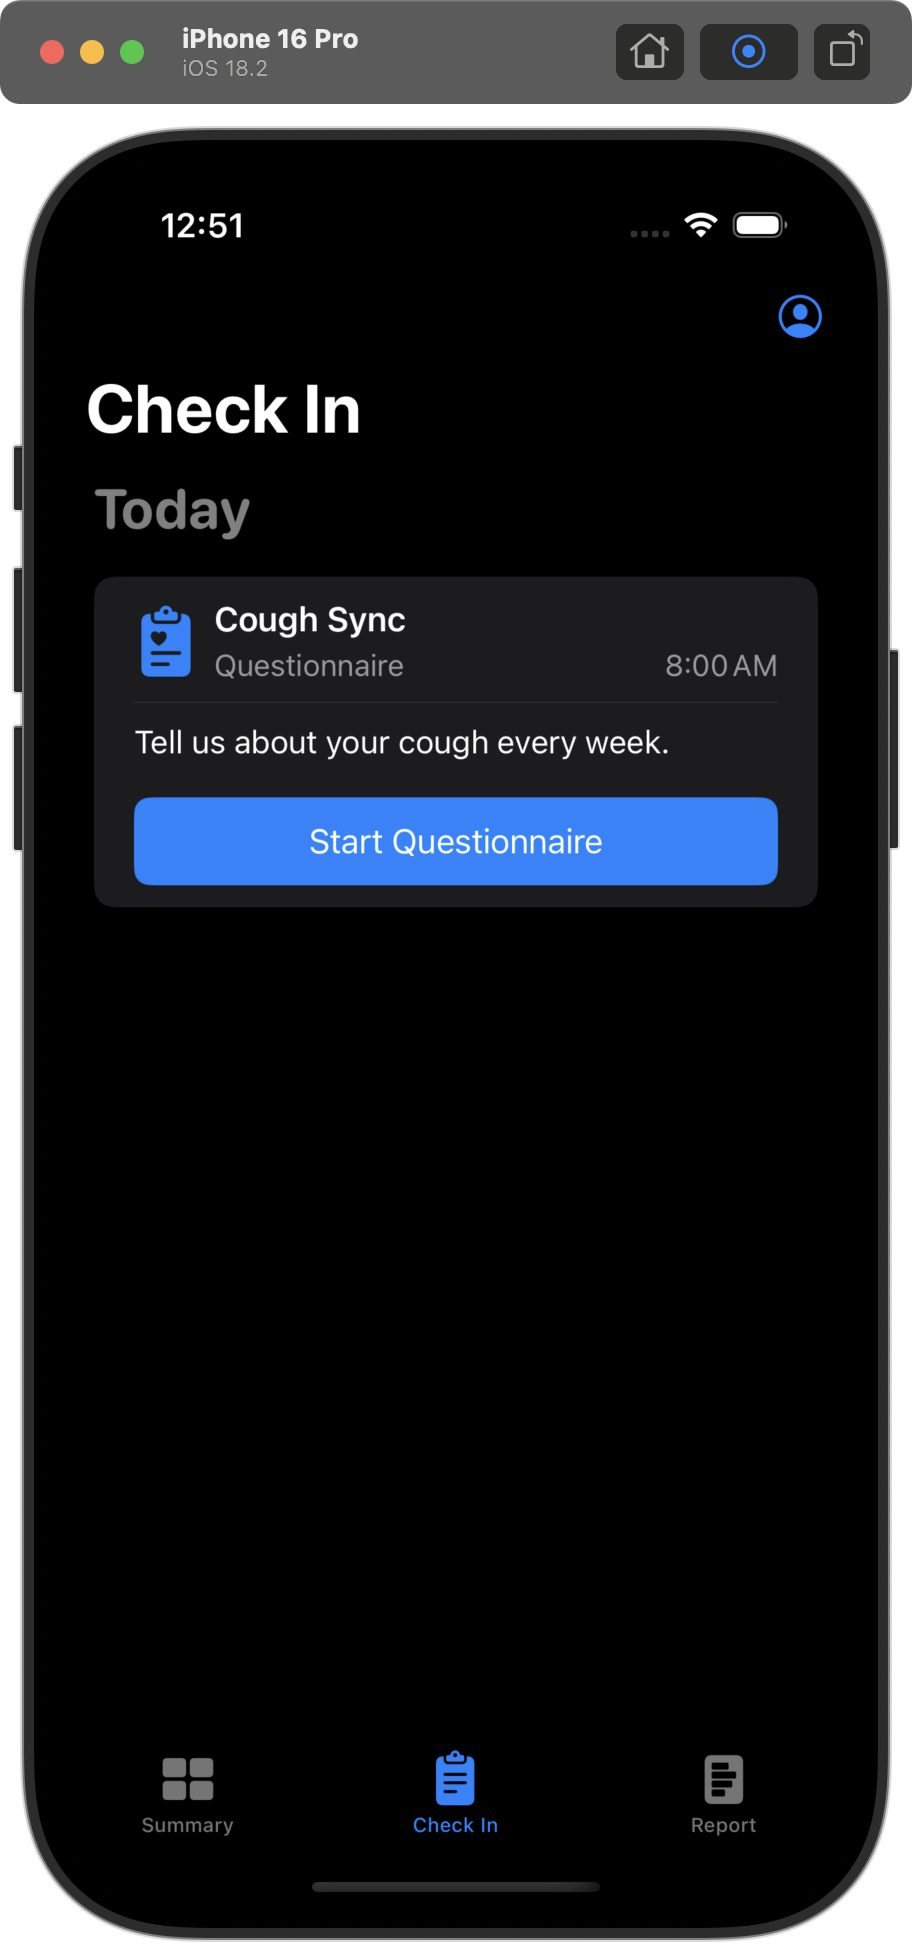 iPhone 16 Pro
iOS 18.2
12:51
Check In
Today
Cough Sync
Questionnaire 8:00 AM
Tell us about your cough every week.
Start Questionnaire
Summary Check In Report